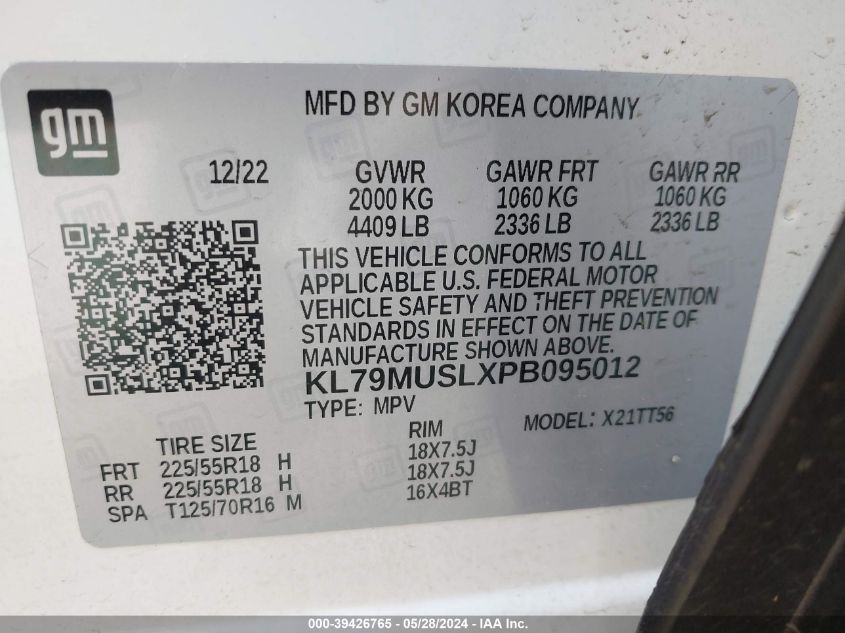 gm
MFD BY GM KOREA COMPANY
12/22 GVWR GAWR FRT GAWR RR
2000 KG 1060 KG 1060 KG
4409 LB 2336 LB 2336 LB
THIS VEHICLE CONFORMS TO ALL
APPLICABLE U.S. FEDERAL MOTOR
VEHICLE SAFETY AND THEFT PREVENTION
STANDARDS IN EFFECT ON THE DATE OF
MANUFACTURE SHOWN ABOVE.
KL79MUSLXPB095012
TYPE: MPV MODEL: X21TT56
TIRE SIZE RIM
FRT 225/55R18 H 18X7.5J
RR 225/55R18 H 18X7.5J
SPA T125/70R16 M 16X4BT
000-39426765 - 05/28/2024 - IAA Inc.